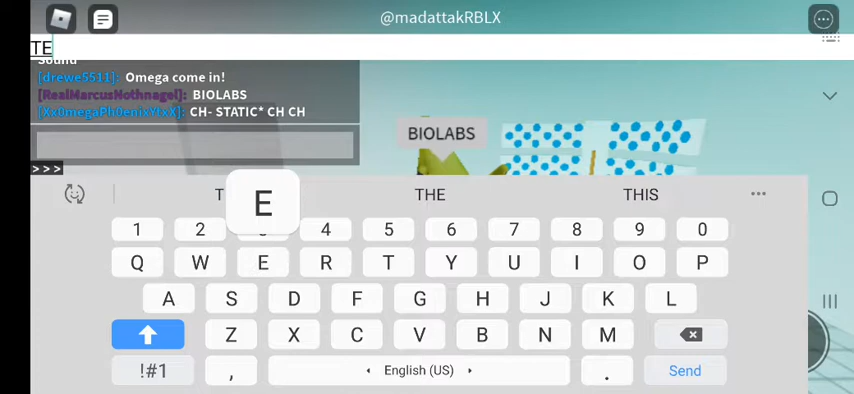 @madattakRBLX
TE
Sound
[drewe5511]: Omega come in!
[RealMarcusNothnagel]: BIOLABS
CH- STATIC* CH CH
BIOLABS
>>>
E
THE
THIS
1 2 4 5 6 7 8 9 0
Q W E R T Y U I O P
A S D F G H J K L
Z X C V B N M
!#1 , English (US) . Send